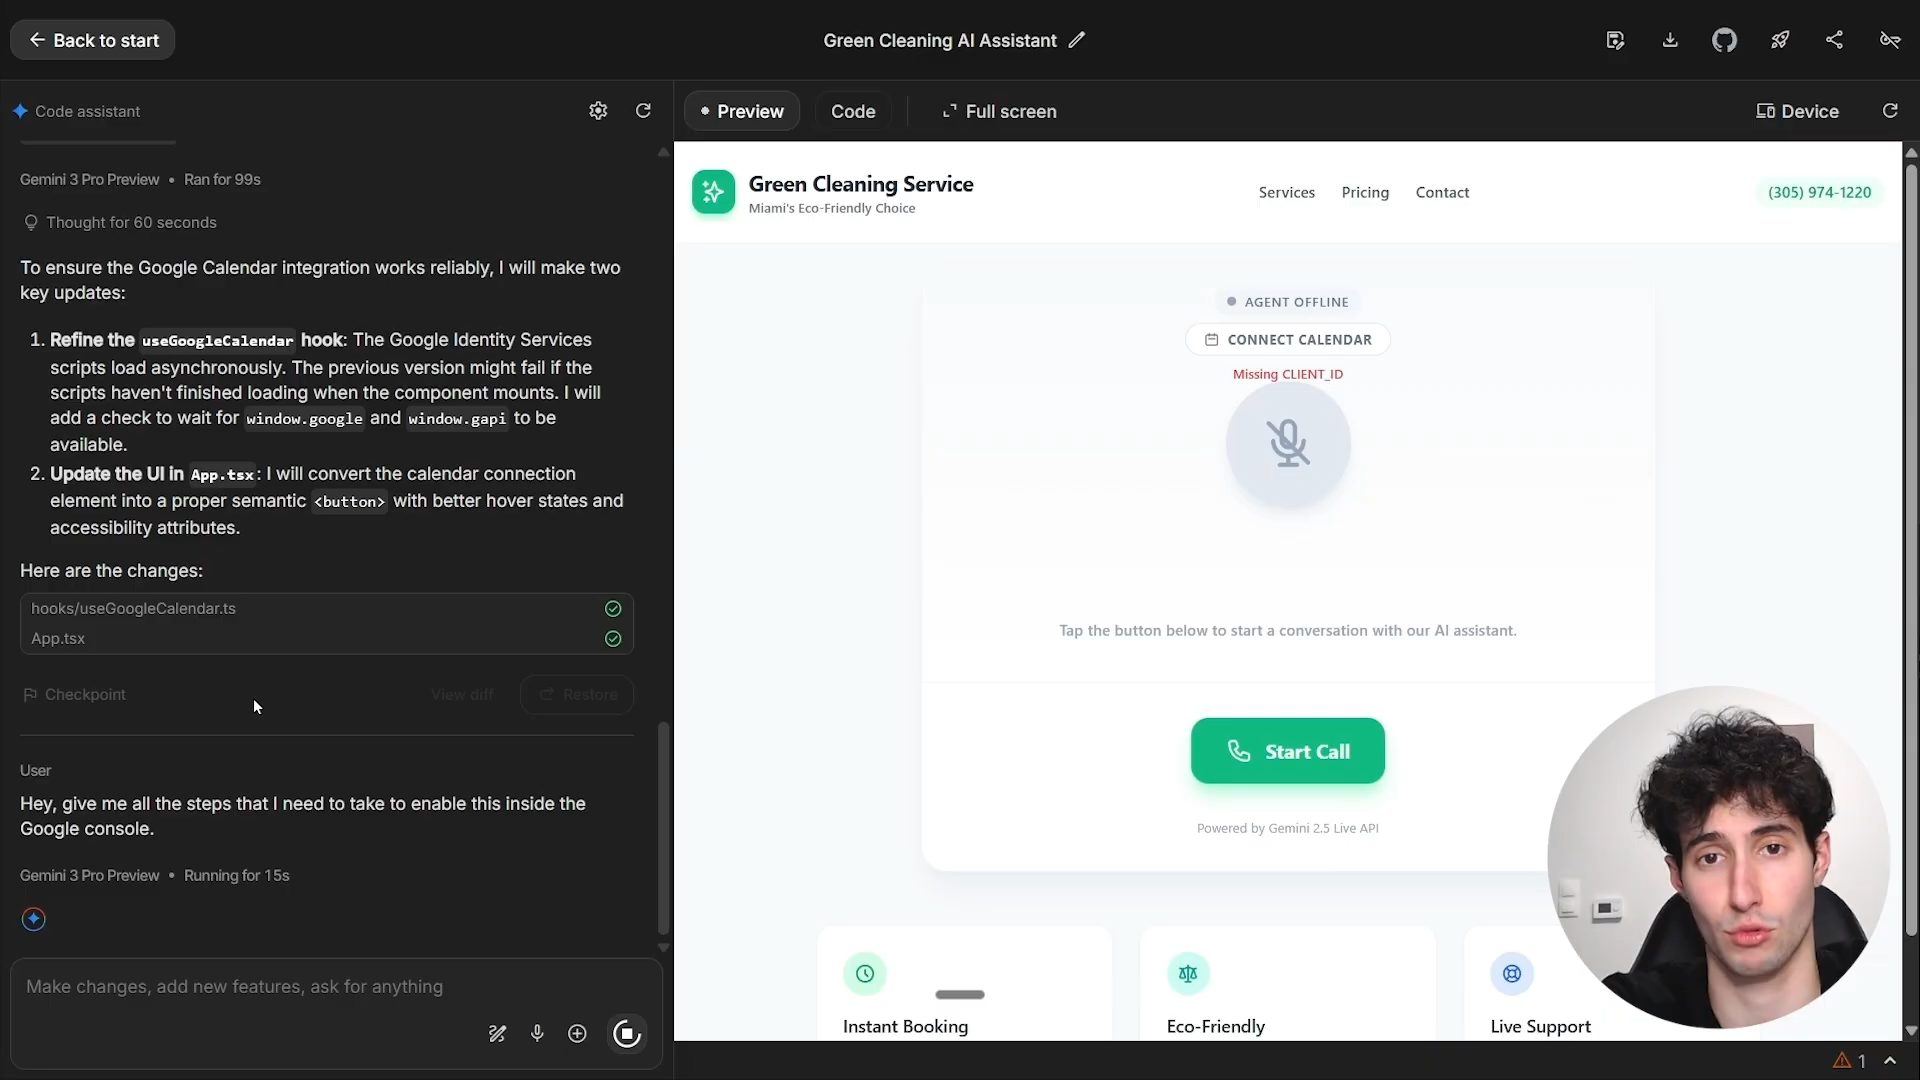 Back to start
Green Cleaning AI Assistant
Code assistant
Preview
Code
Full screen
Device
Gemini 3 Pro Preview • Ran for 99s
Thought for 60 seconds
To ensure the Google Calendar integration works reliably, I will make two
key updates:
1. Refine the useGoogleCalendar hook: The Google Identity Services
scripts load asynchronously. The previous version might fail if the
scripts haven't finished loading when the component mounts. I will
add a check to wait for window.google and window.gapi to be
available.
2. Update the UI in App.tsx: I will convert the calendar connection
element into a proper semantic <button> with better hover states and
accessibility attributes.
Here are the changes:
hooks/useGoogleCalendar.ts
App.tsx
Checkpoint
View diff
Restore
User
Hey, give me all the steps that I need to take to enable this inside the
Google console.
Gemini 3 Pro Preview • Running for 15s
Make changes, add new features, ask for anything
Green Cleaning Service
Miami's Eco-Friendly Choice
Services
Pricing
Contact
(305) 974-1220
AGENT OFFLINE
CONNECT CALENDAR
Missing CLIENT_ID
Tap the button below to start a conversation with our AI assistant.
Start Call
Powered by Gemini 2.5 Live API
Instant Booking
Eco-Friendly
Live Support
1